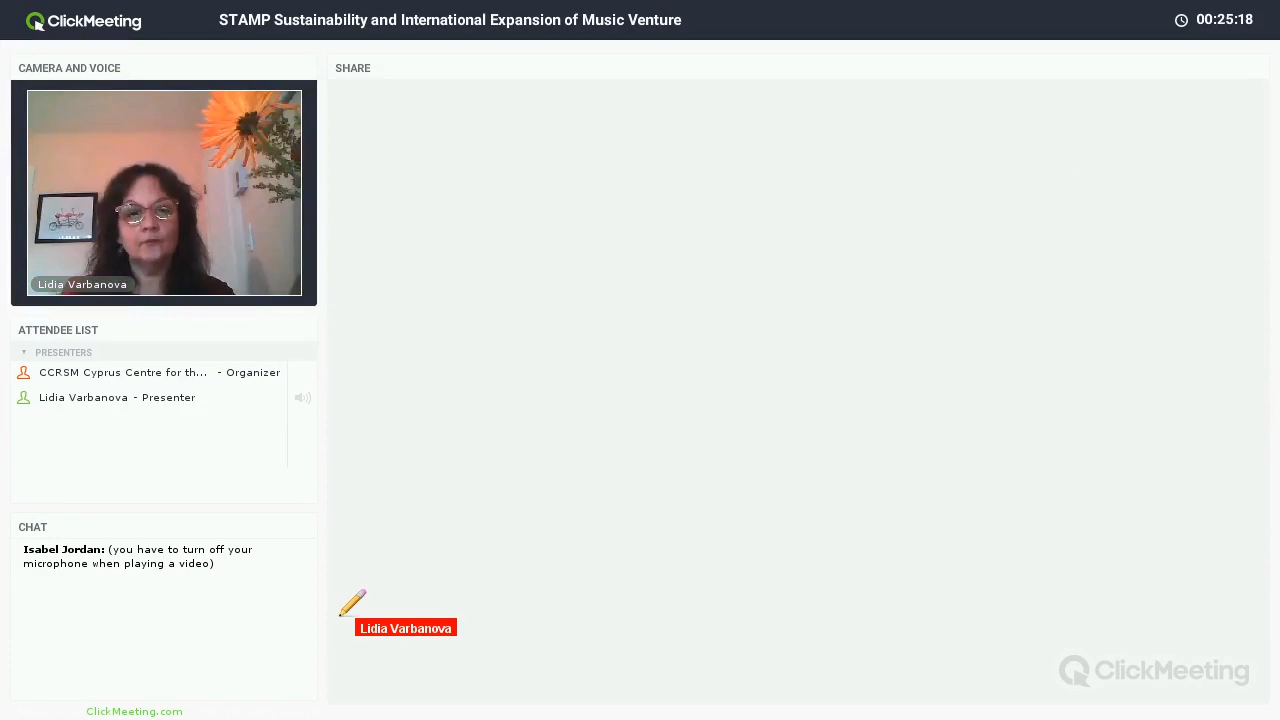 ClickMeeting
STAMP Sustainability and International Expansion of Music Venture
00:25:18
CAMERA AND VOICE
Lidia Varbanova
ATTENDEE LIST
PRESENTERS
CCRSM Cyprus Centre for th... - Organizer
Lidia Varbanova - Presenter
CHAT
Isabel Jordan: (you have to turn off your
microphone when playing a video)
ClickMeeting.com
SHARE
Lidia Varbanova
ClickMeeting